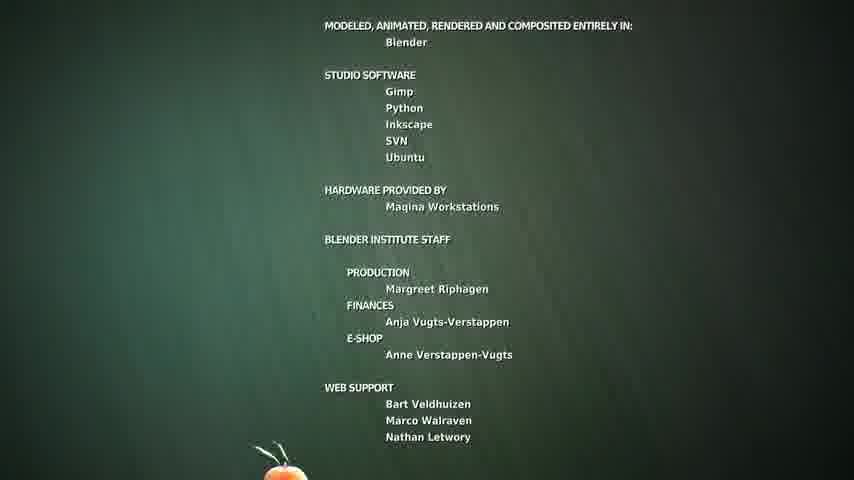 MODELED, ANIMATED, RENDERED AND COMPOSITED ENTIRELY IN:
Blender
STUDIO SOFTWARE
Gimp
Python
Inkscape
SVN
Ubuntu
HARDWARE PROVIDED BY
Maqina Workstations
BLENDER INSTITUTE STAFF
PRODUCTION
Margreet Riphagen
FINANCES
Anja Vugts-Verstappen
E-SHOP
Anne Verstappen-Vugts
WEB SUPPORT
Bart Veldhuizen
Marco Walraven
Nathan Letwory